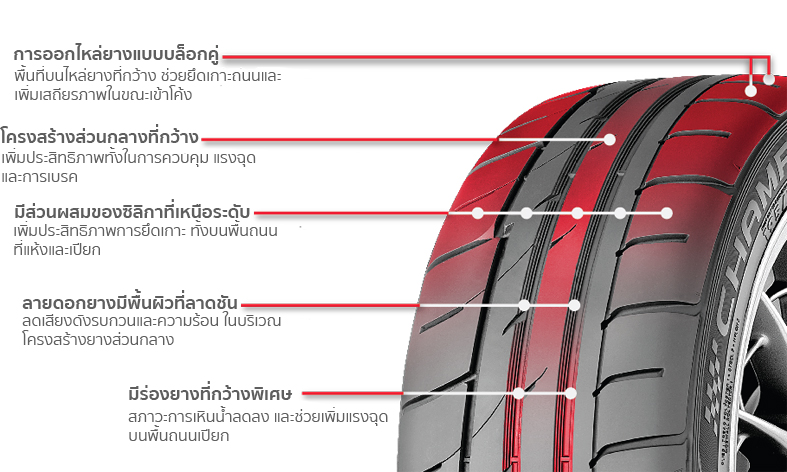 การออกไหล่ยางแบบบล็อกคู่
พื้นที่บนไหล่ยางที่กว้าง ช่วยยึดเกาะถนนและ
เพิ่มเสถียรภาพในขณะเข้าโค้ง
โครงสร้างส่วนกลางที่กว้าง
เพิ่มประสิทธิภาพทั้งในการควบคุม แรงฉุด
และการเบรค
มีส่วนผสมของซิลิกาที่เหนือระดับ
เพิ่มประสิทธิภาพการยึดเกาะ ทั้งบนพื้นถนน
ที่แห้งและเปียก
ลายดอกยางมีพื้นผิวที่ลาดชัน
ลดเสียงดังรบกวนและความร้อน ในบริเวณ
โครงสร้างยางส่วนกลาง
มีร่องยางที่กว้างพิเศษ
สภาวะการเหินน้ำลดลง และช่วยเพิ่มแรงฉุด
บนพื้นถนนเปียก